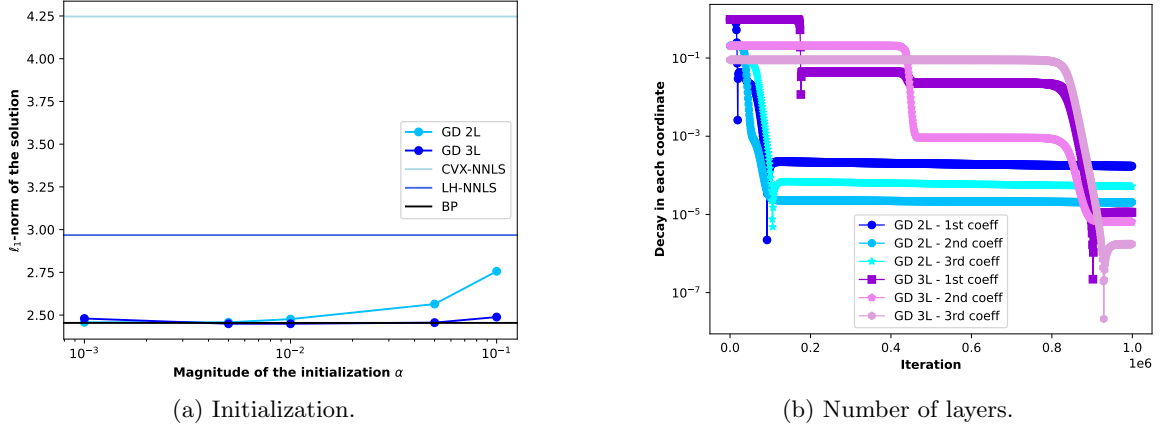 4.25
4.00
3.75
3.50
3.25
3.00
2.75
2.50
ℓ₁-norm of the solution
GD 2L
GD 3L
CVX-NNLS
LH-NNLS
BP
10⁻³
10⁻²
10⁻¹
Magnitude of the initialization α
(a) Initialization.
10⁻¹
10⁻³
10⁻⁵
10⁻⁷
Decay in each coordinate
GD 2L - 1st coeff
GD 2L - 2nd coeff
GD 2L - 3rd coeff
GD 3L - 1st coeff
GD 3L - 2nd coeff
GD 3L - 3rd coeff
0.0 0.2 0.4 0.6 0.8 1.0
1e6
Iteration
(b) Number of layers.